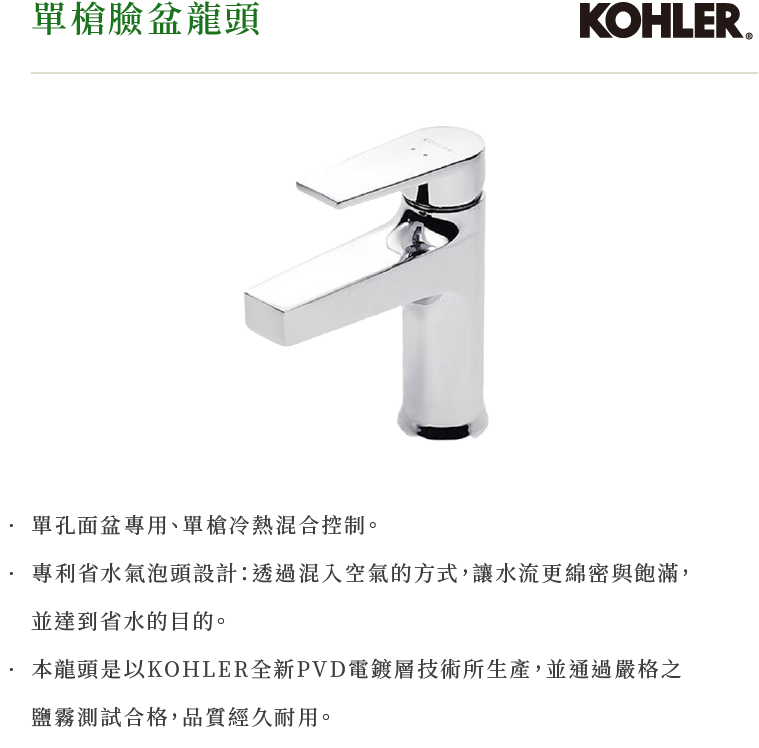 單槍臉盆龍頭
KOHLER®
KOHLER
· 單孔面盆專用、單槍冷熱混合控制。
· 專利省水氣泡頭設計：透過混入空氣的方式，讓水流更綿密與飽滿，
並達到省水的目的。
· 本龍頭是以KOHLER全新PVD電鍍層技術所生產，並通過嚴格之
鹽霧測試合格，品質經久耐用。